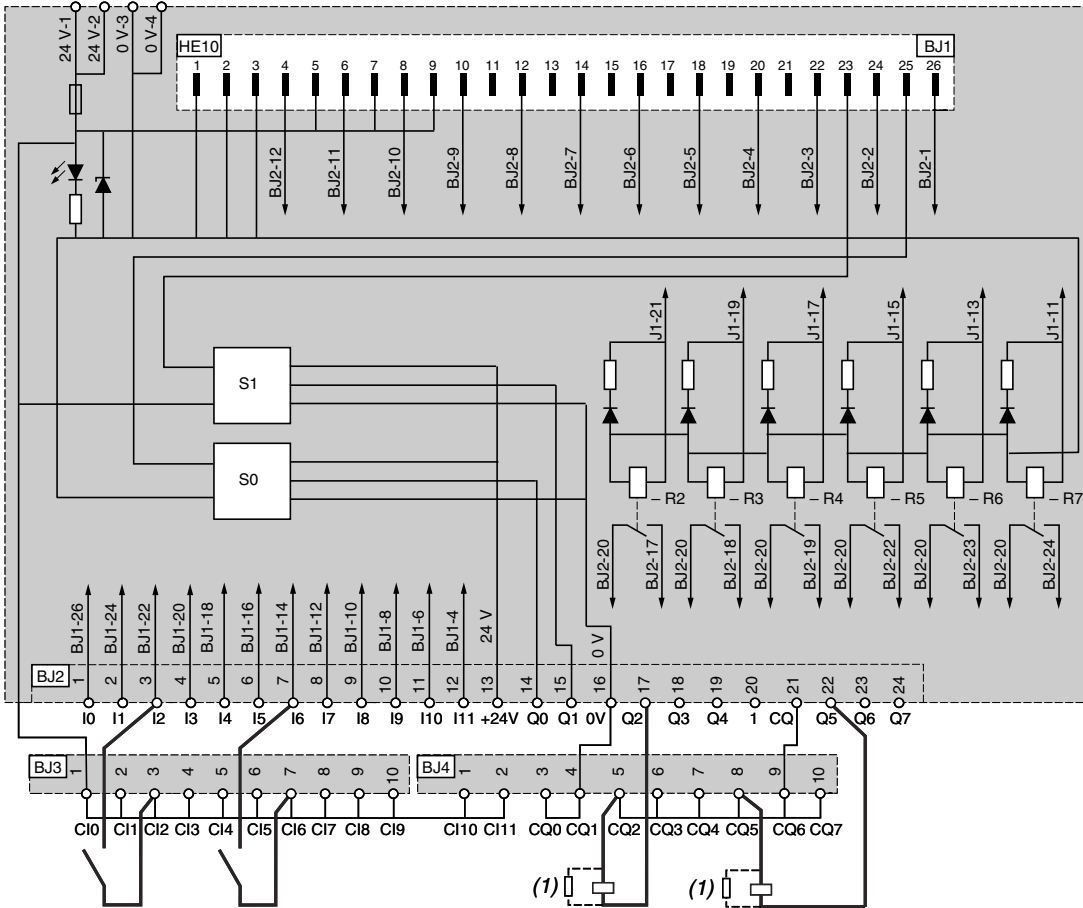 24 V-1 24 V-2 0 V-3 0 V-4
HE10 BJ1
1 2 3 4 5 6 7 8 9 10 11 12 13 14 15 16 17 18 19 20 21 22 23 24 25 26
BJ2-12 BJ2-11 BJ2-10 BJ2-9 BJ2-8 BJ2-7 BJ2-6 BJ2-5 BJ2-4 BJ2-3 BJ2-2 BJ2-1
J1-21 J1-19 J1-17 J1-15 J1-13 J1-11
S1
S0
– R2 – R3 – R4 – R5 – R6 – R7
BJ2-20 BJ2-17 BJ2-20 BJ2-18 BJ2-20 BJ2-19 BJ2-20 BJ2-22 BJ2-20 BJ2-23 BJ2-20 BJ2-24
BJ1-26 BJ1-24 BJ1-22 BJ1-20 BJ1-18 BJ1-16 BJ1-14 BJ1-12 BJ1-10 BJ1-8 BJ1-6 BJ1-4 24 V 0 V
BJ2 1 2 3 4 5 6 7 8 9 10 11 12 13 14 15 16 17 18 19 20 21 22 23 24
I0 I1 I2 I3 I4 I5 I6 I7 I8 I9 I10 I11 +24V Q0 Q1 0V Q2 Q3 Q4 1 CQ Q5 Q6 Q7
BJ3 1 2 3 4 5 6 7 8 9 10 BJ4 1 2 3 4 5 6 7 8 9 10
CI0 CI1 CI2 CI3 CI4 CI5 CI6 CI7 CI8 CI9 CI10 CI11 CQ0 CQ1 CQ2 CQ3 CQ4 CQ5 CQ6 CQ7
(1) (1)